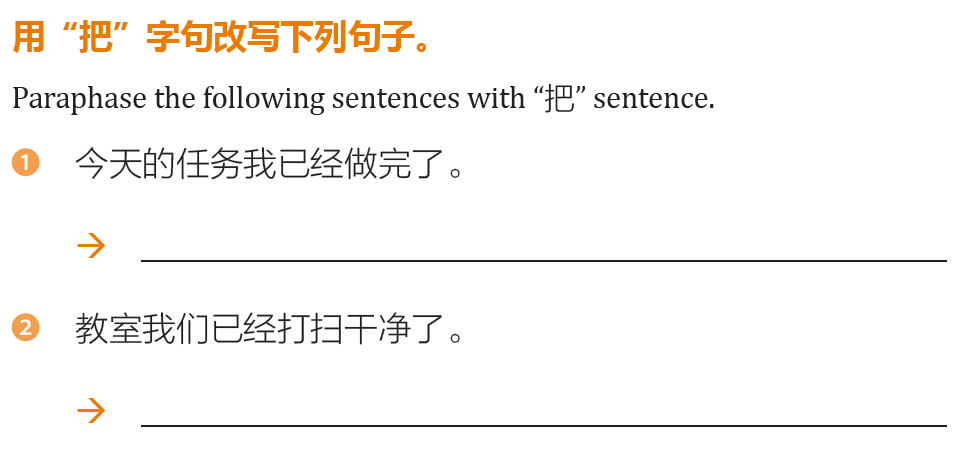 用“把”字句改写下列句子。
Paraphase the following sentences with “把” sentence.
1 今天的任务我已经做完了。
→
2 教室我们已经打扫干净了。
→